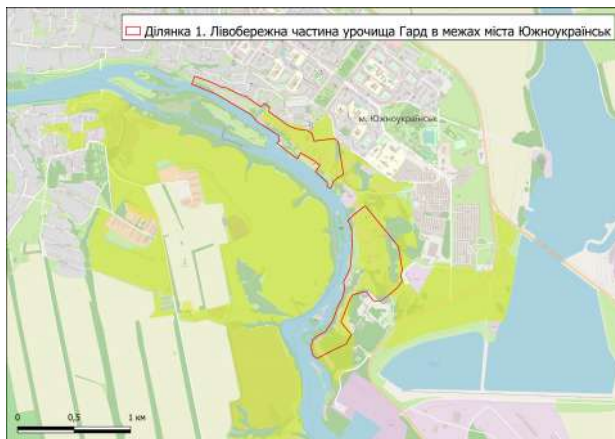 Ділянка 1. Лівобережна частина урочища Гард в межах міста Южноукраїнськ
м. Южноукраїнськ
0 0,5 1 км